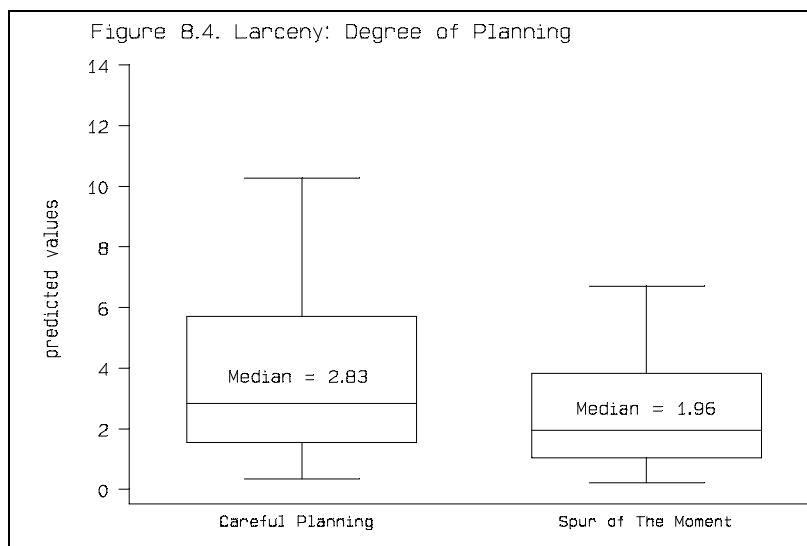 Figure 8.4. Larceny: Degree of Planning
14
12
10
8
6
4
2
0
predicted values
Median = 2.83
Median = 1.96
Careful Planning
Spur of The Moment